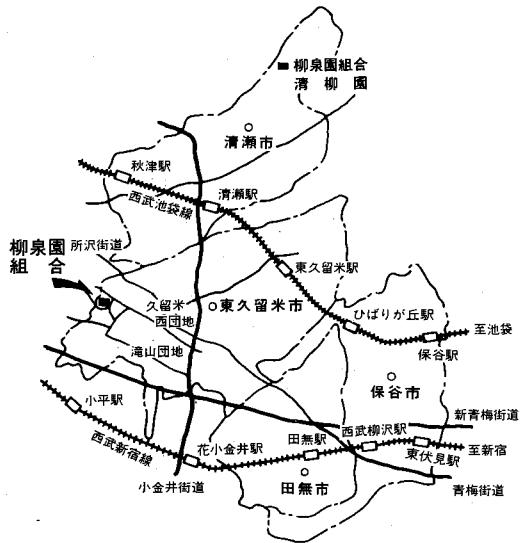 柳泉園組合
清柳園
清瀬市
秋津駅
清瀬駅
西武池袋線
所沢街道
柳泉園
組合
東久留米駅
久留米
西団地
東久留米市
ひばりが丘駅
至池袋
保谷駅
滝山団地
保谷市
小平駅
新青梅街道
西武柳沢駅
田無駅
花小金井駅
西武新宿線
至新宿
東伏見駅
小金井街道
田無市
青梅街道